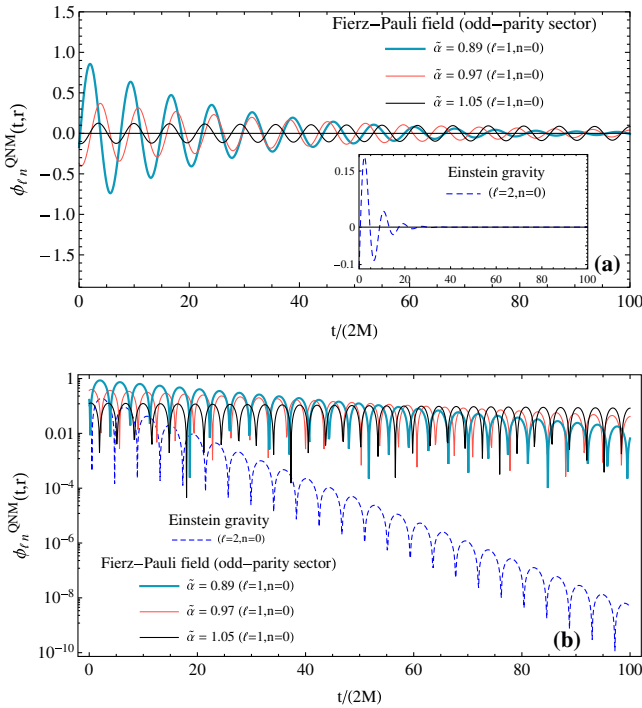 1.5
Fierz−Pauli field (odd−parity sector)
α̃ = 0.89 (ℓ=1,n=0)
1.0
α̃ = 0.97 (ℓ=1,n=0)
α̃ = 1.05 (ℓ=1,n=0)
0.5
0.0
−0.5
−1.0
−1.5
ϕℓ n^QNM(t,r)
0.15
0
−0.1
Einstein gravity
(ℓ=2,n=0)
0 20 40 60 80 100
(a)
0 20 40 60 80 100
t/(2M)
1
0.01
10^−4
10^−6
10^−8
10^−10
ϕℓ n^QNM(t,r)
Einstein gravity
(ℓ=2,n=0)
Fierz−Pauli field (odd−parity sector)
α̃ = 0.89 (ℓ=1,n=0)
α̃ = 0.97 (ℓ=1,n=0)
α̃ = 1.05 (ℓ=1,n=0)
(b)
0 20 40 60 80 100
t/(2M)